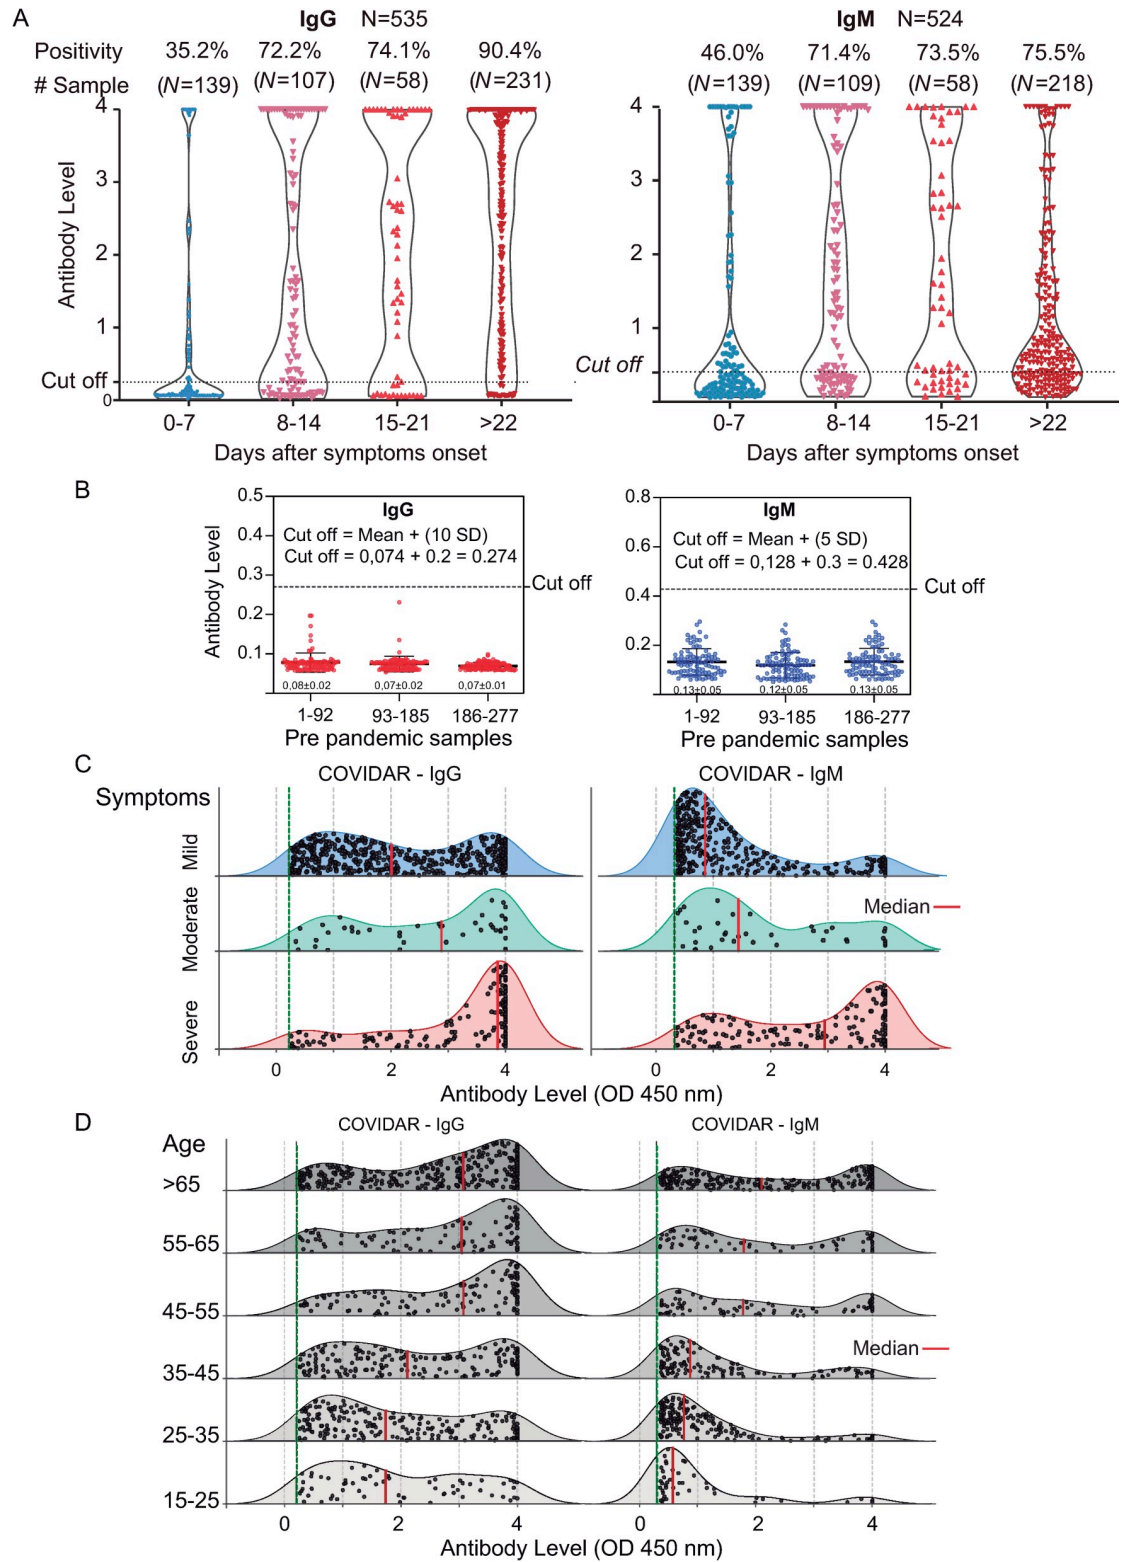 A
IgG N=535
IgM N=524
Positivity 35.2% 72.2% 74.1% 90.4%
46.0% 71.4% 73.5% 75.5%
# Sample (N=139) (N=107) (N=58) (N=231)
(N=139) (N=109) (N=58) (N=218)
Antibody Level
4
3
2
1
Cut off
0
4
3
2
1
Cut off
0-7 8-14 15-21 >22
Days after symptoms onset
0-7 8-14 15-21 >22
Days after symptoms onset
B
Antibody Level
0.5
0.4
0.3
0.2
0.1
IgG
Cut off = Mean + (10 SD)
Cut off = 0,074 + 0.2 = 0.274
Cut off
0,08±0.02 0,07±0.02 0,07±0.01
1-92 93-185 186-277
Pre pandemic samples
0.8
0.6
0.4
0.2
IgM
Cut off = Mean + (5 SD)
Cut off = 0,128 + 0.3 = 0.428
Cut off
0.13±0.05 0.12±0.05 0.13±0.05
1-92 93-185 186-277
Pre pandemic samples
C
COVIDAR - IgG COVIDAR - IgM
Symptoms
Mild
Moderate
Median
Severe
0 2 4 0 2 4
Antibody Level (OD 450 nm)
D
COVIDAR - IgG COVIDAR - IgM
Age
>65
55-65
45-55
Median
35-45
25-35
15-25
0 2 4 0 2 4
Antibody Level (OD 450 nm)